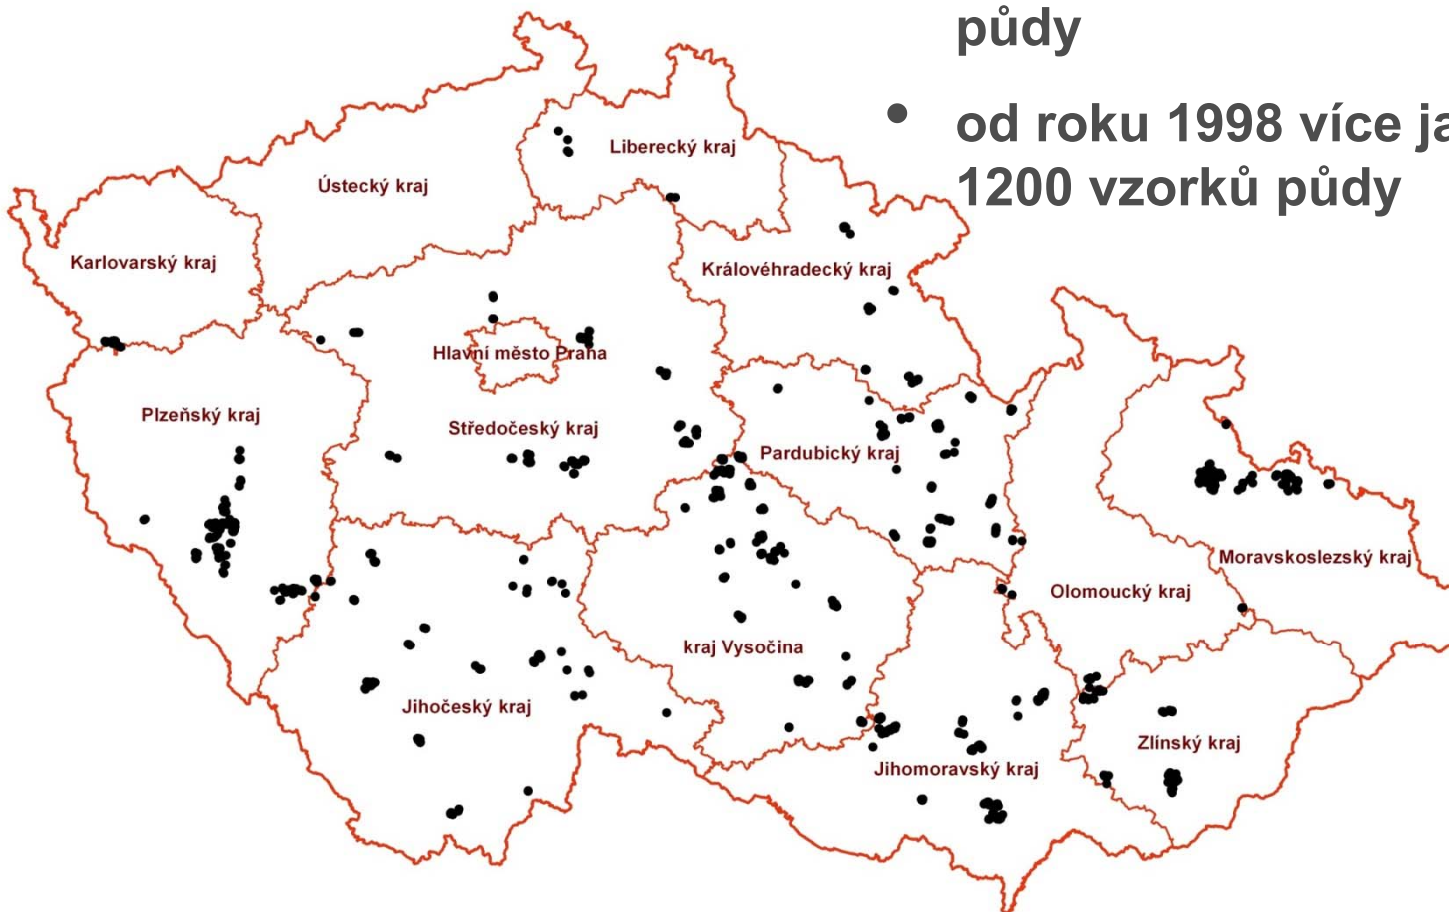 půdy
• od roku 1998 více ja
1200 vzorků půdy
Liberecký kraj
Ústecký kraj
Karlovarský kraj
Královéhradecký kraj
Hlavní město Praha
Plzeňský kraj
Středočeský kraj
Pardubický kraj
Moravskoslezský kraj
Olomoucký kraj
kraj Vysočina
Jihočeský kraj
Zlínský kraj
Jihomoravský kraj